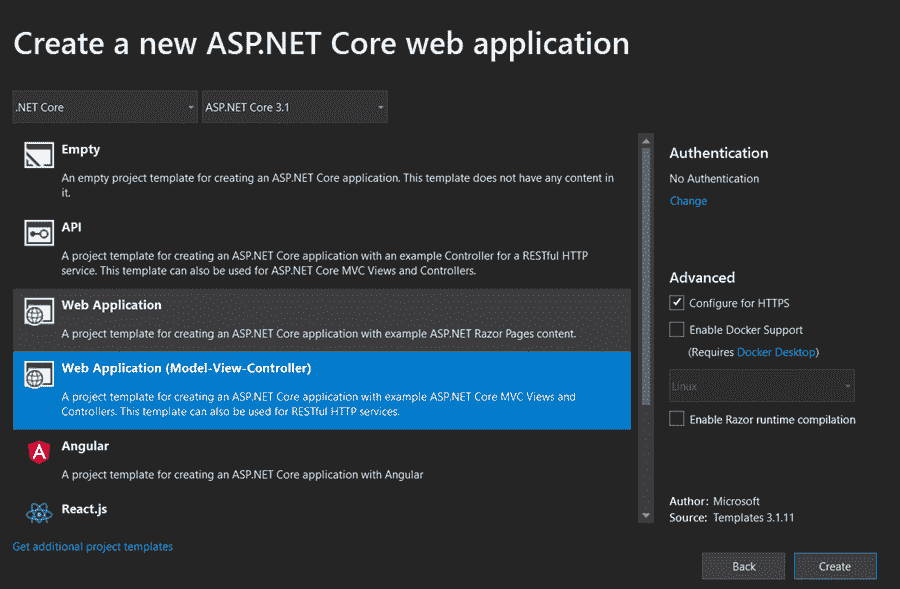 Create a new ASP.NET Core web application
.NET Core
ASP.NET Core 3.1
Empty
An empty project template for creating an ASP.NET Core application. This template does not have any content in
it.
API
A project template for creating an ASP.NET Core application with an example Controller for a RESTful HTTP
service. This template can also be used for ASP.NET Core MVC Views and Controllers.
Web Application
A project template for creating an ASP.NET Core application with example ASP.NET Razor Pages content.
Web Application (Model-View-Controller)
A project template for creating an ASP.NET Core application with example ASP.NET Core MVC Views and
Controllers. This template can also be used for RESTful HTTP services.
Angular
A project template for creating an ASP.NET Core application with Angular
React.js
Get additional project templates
Authentication
No Authentication
Change
Advanced
Configure for HTTPS
Enable Docker Support
(Requires Docker Desktop)
Linux
Enable Razor runtime compilation
Author: Microsoft
Source: Templates 3.1.11
Back
Create